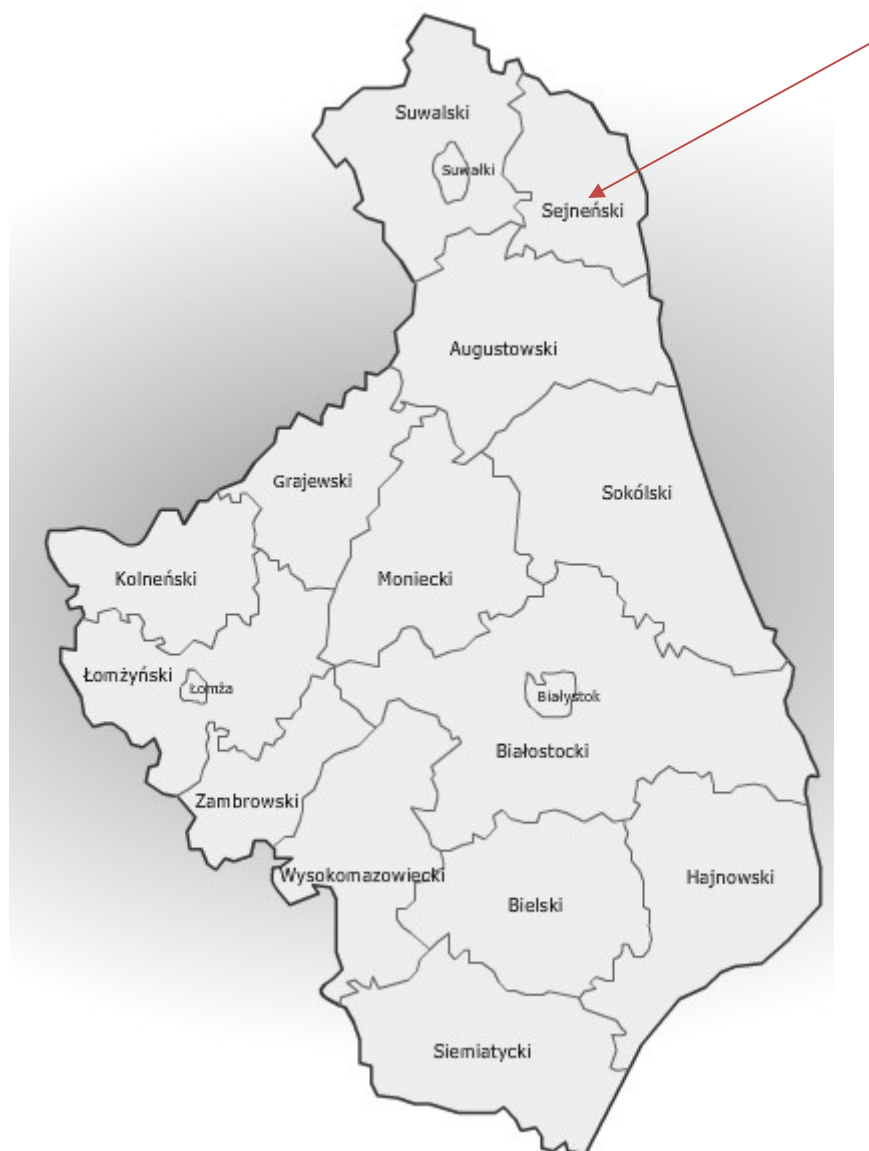 Suwalski
Suwałki
Sejneński
Augustowski
Grajewski
Sokólski
Kolneński
Moniecki
Łomżyński
Łomża
Białystok
Białostocki
Zambrowski
Wysokomazowiecki
Hajnowski
Bielski
Siemiatycki